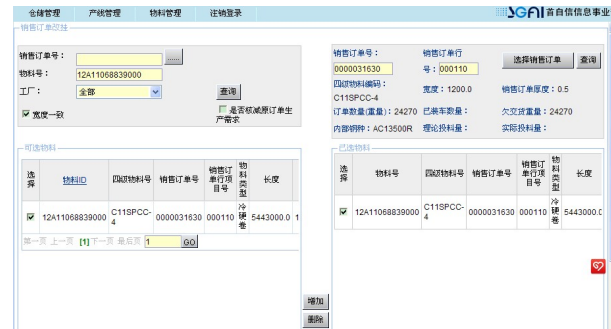 仓储管理 产线管理 物料管理 注销登录
SGAI 首自信信息事业
销售订单改挂
销售订单号： ......
物料号： 12A11068839000
工厂： 全部 查询
宽度一致 是否核减原订单生产需求
销售订单号： 销售订单行号： 选择销售订单 查询
0000031630 000110
四级物料编码： 宽度：1200.0 销售订单厚度：0.5
C11SPCC-4
订单数量(重量)：24270 已装车数量： 欠交货重量：24270
内部钢种：AC13500R 理论投料量： 实际投料量：
可选物料
选择 物料ID 四级物料号 销售订单号 销售订单行项目号 物料类型 长度
12A11068839000 C11SPCC-4 0000031630 000110 冷硬卷 5443000.0 1
第一页 上一页 [1] 下一页 最后页 1 GO
已选物料
选择 物料号 四级物料号 销售订单号 销售订单行项目号 物料类型 长度
12A11068839000 C11SPCC-4 0000031630 000110 冷硬卷 5443000.0
增加
删除